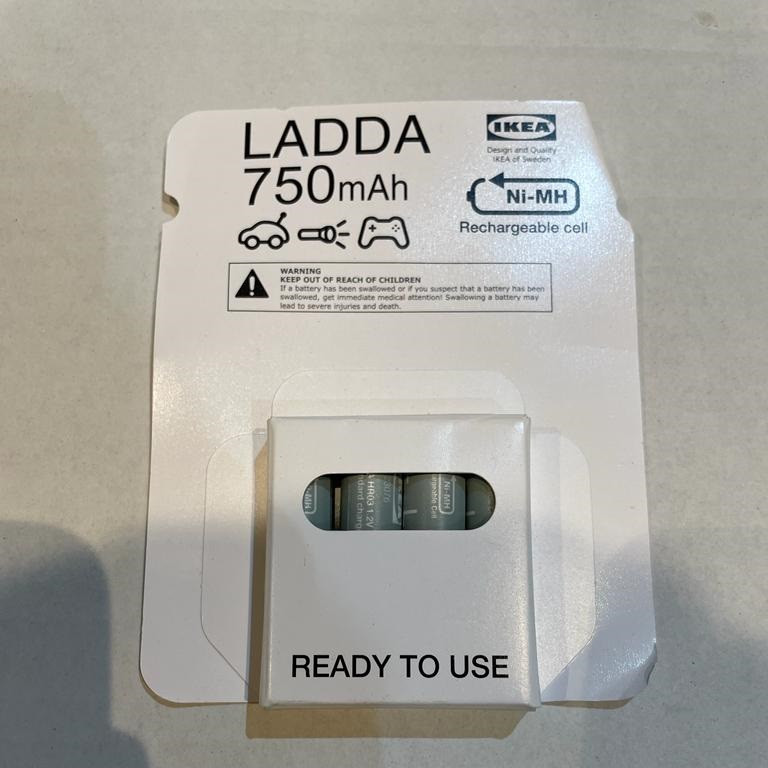 LADDA
750mAh
IKEA
Design and Quality
IKEA of Sweden
Ni-MH
Rechargeable cell
WARNING
KEEP OUT OF REACH OF CHILDREN
If a battery has been swallowed or if you suspect that a battery has been
swallowed, get immediate medical attention! Swallowing a battery may
lead to severe injuries and death.
HR03 1.2V
Ni-MH
READY TO USE